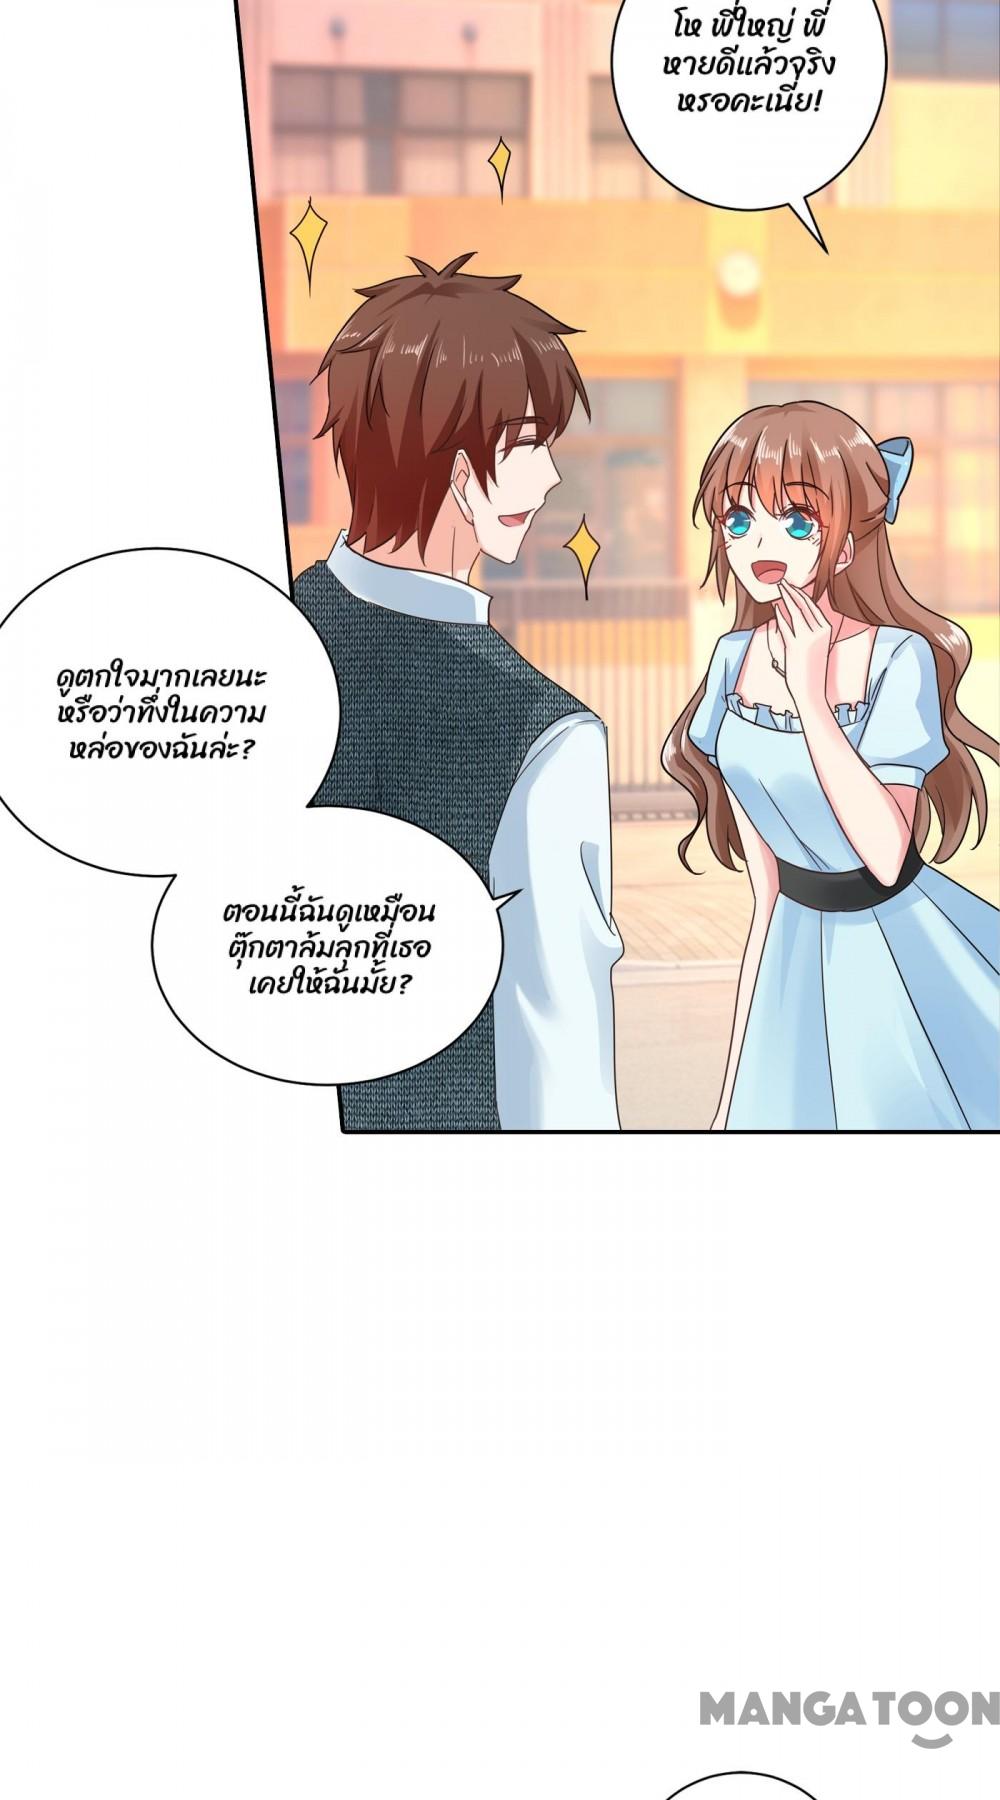 โห พี่ใหญ่ พี่
หายดีแล้วจริง
หรอคะเนี่ย!
ดูตกใจมากเลยนะ
หรือว่าทึ่งในความ
หล่อของฉันล่ะ?
ตอนนี้ฉันดูเหมือน
ตุ๊กตาล้มลุกที่เธอ
เคยให้ฉันมั้ย?
MANGATOON